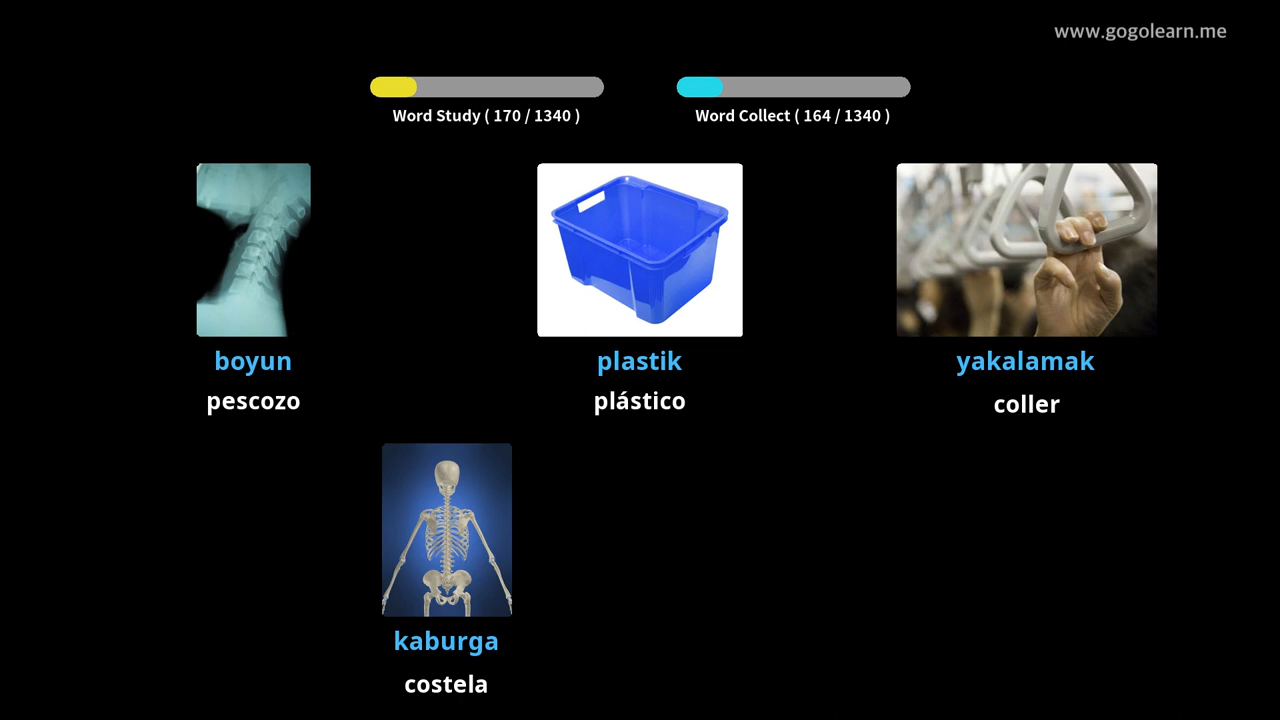 www.gogolearn.me
Word Study ( 170 / 1340 )
Word Collect ( 164 / 1340 )
boyun
pescozo
plastik
plástico
yakalamak
coller
kaburga
costela